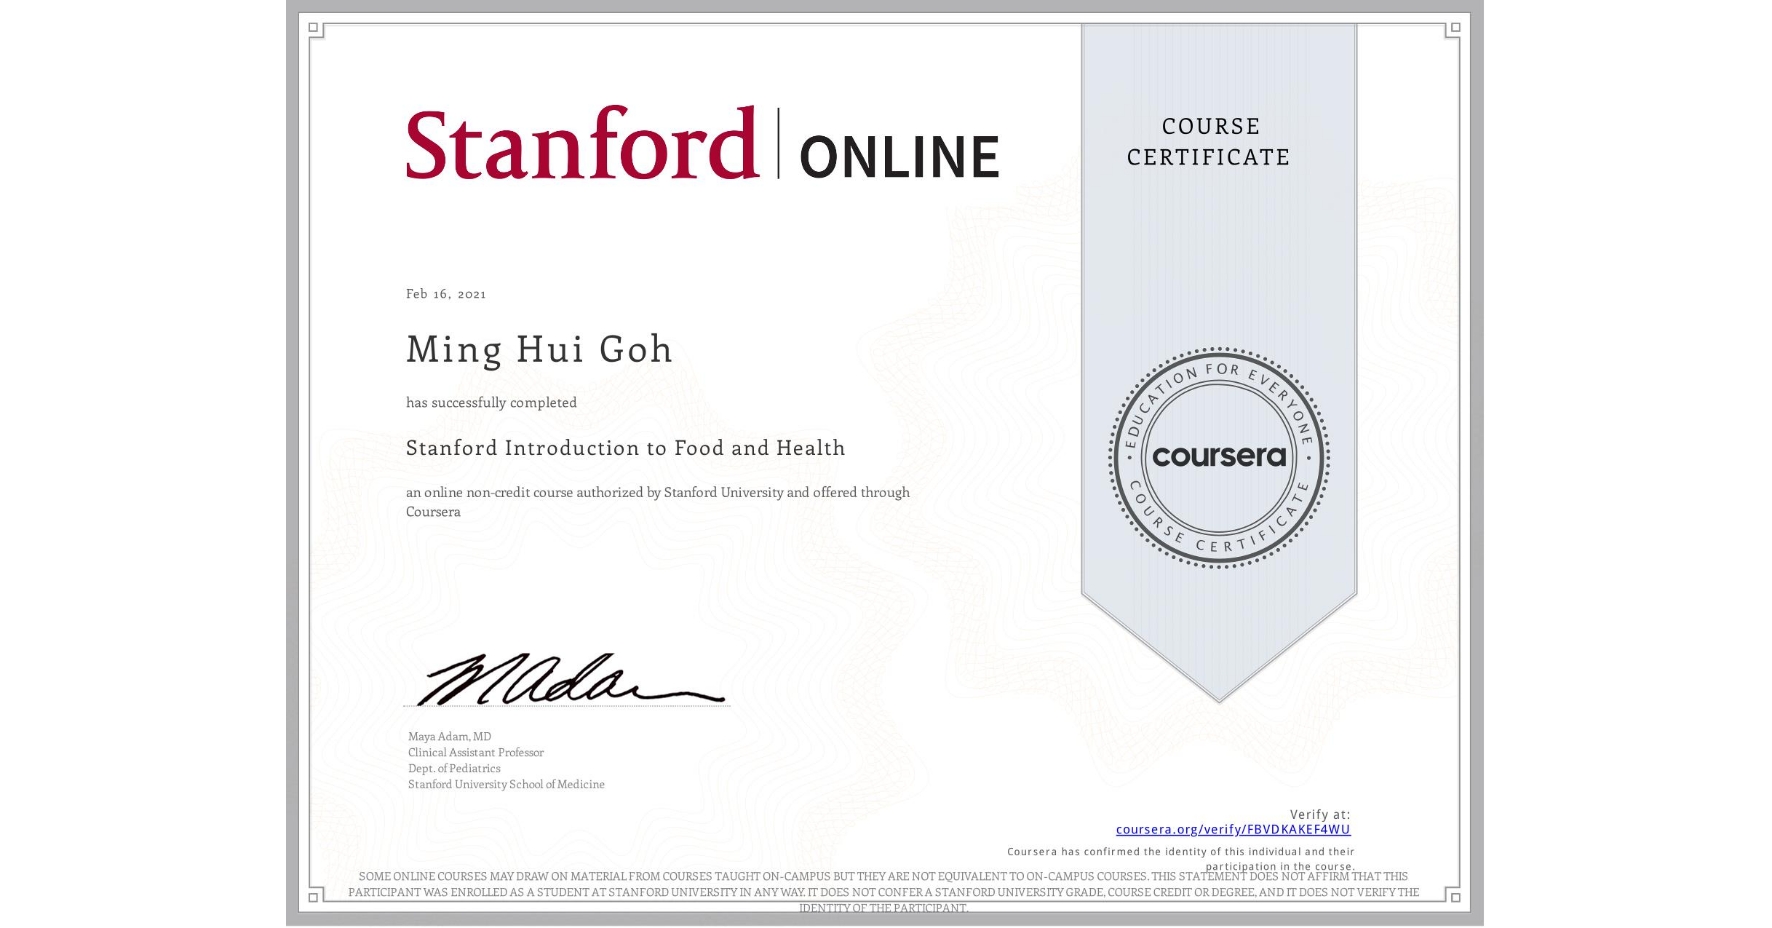 Stanford ONLINE
COURSE
CERTIFICATE
Feb 16, 2021
Ming Hui Goh
has successfully completed
Stanford Introduction to Food and Health
an online non-credit course authorized by Stanford University and offered through
Coursera
EDUCATION FOR EVERYONE
coursera
COURSE CERTIFICATE
MAdam
Maya Adam, MD
Clinical Assistant Professor
Dept. of Pediatrics
Stanford University School of Medicine
Verify at:
coursera.org/verify/FBVDKAKEF4WU
Coursera has confirmed the identity of this individual and their
participation in the course.
SOME ONLINE COURSES MAY DRAW ON MATERIAL FROM COURSES TAUGHT ON-CAMPUS BUT THEY ARE NOT EQUIVALENT TO ON-CAMPUS COURSES. THIS STATEMENT DOES NOT AFFIRM THAT THIS
PARTICIPANT WAS ENROLLED AS A STUDENT AT STANFORD UNIVERSITY IN ANY WAY. IT DOES NOT CONFER A STANFORD UNIVERSITY GRADE, COURSE CREDIT OR DEGREE, AND IT DOES NOT VERIFY THE
IDENTITY OF THE PARTICIPANT.